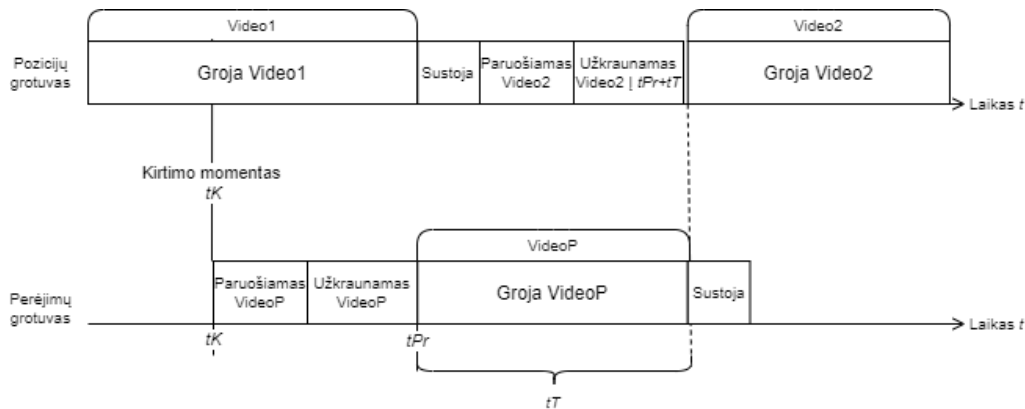 Video1
Video2
Pozicijų
grotuvas
Groja Video1
Sustoja
Paruošiamas
Video2
Užkraunamas
Video2 | tPr+tT
Groja Video2
Laikas t
Kirtimo momentas
tK
VideoP
Perėjimų
grotuvas
Paruošiamas
VideoP
Užkraunamas
VideoP
Groja VideoP
Sustoja
Laikas t
tK
tPr
tT